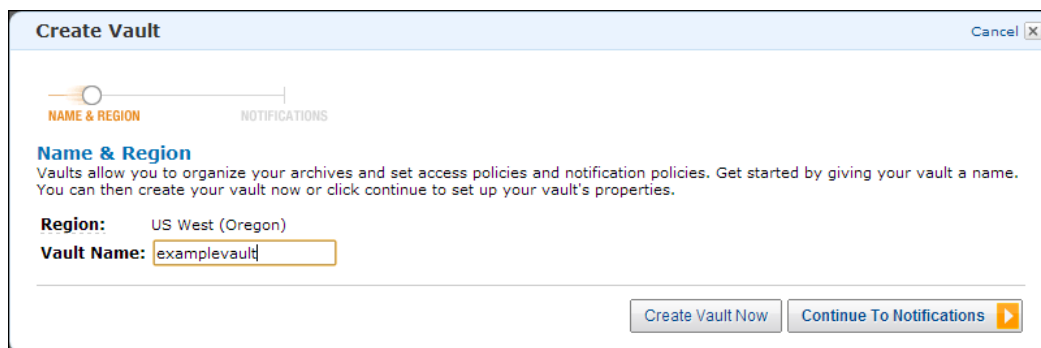 Create Vault
Cancel
NAME & REGION
NOTIFICATIONS
Name & Region
Vaults allow you to organize your archives and set access policies and notification policies. Get started by giving your vault a name.
You can then create your vault now or click continue to set up your vault's properties.
Region: US West (Oregon)
Vault Name: examplevault
Create Vault Now
Continue To Notifications